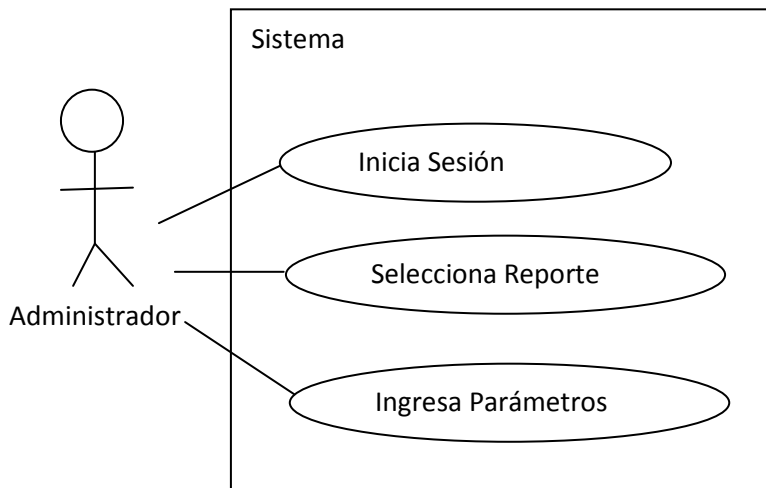 Sistema
Inicia Sesión
Selecciona Reporte
Administrador
Ingresa Parámetros